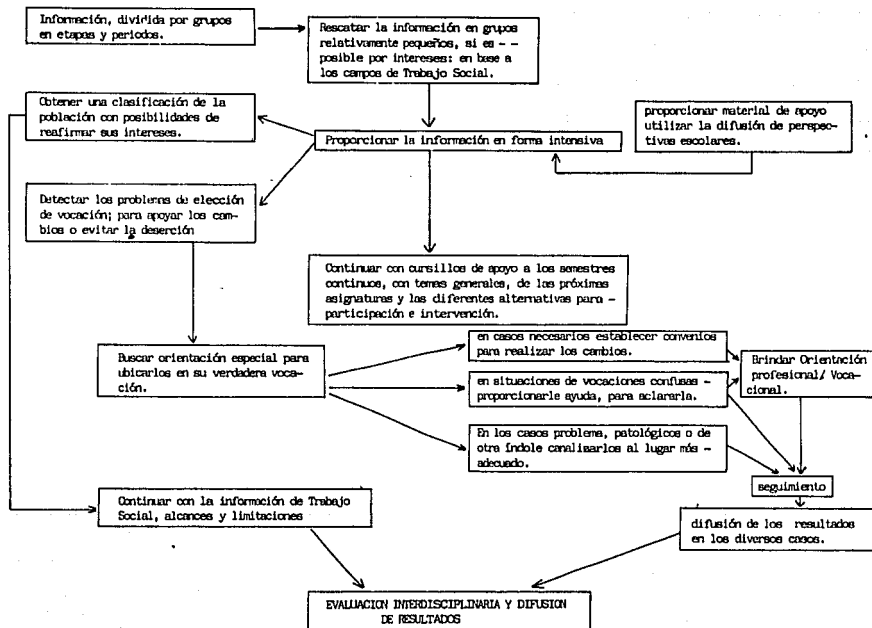 Información, dividida por grupos
en etapas y periodos.
Rescatar la información en grupos
relativamente pequeños, si es - -
posible por intereses: en base a
los campos de Trabajo Social.
Obtener una clasificación de la
población con posibilidades de
reafirmar sus intereses.
proporcionar material de apoyo
utilizar la difusión de perspec-
tivas escolares.
Proporcionar la información en forma intensiva
Detectar los problemas de elección
de vocación; para apoyar los cam-
bios o evitar la deserción
Continuar con cursillos de apoyo a los semestres
continuos, con temas generales, de las próximas
asignaturas y las diferentes alternativas para -
participación e intervención.
Buscar orientación especial para
ubicarlos en su verdadera voca-
ción.
en casos necesarios establecer convenios
para realizar los cambios.
Brindar Orientación
profesional/ Voca-
cional.
en situaciones de vocaciones confusas -
proporcionarle ayuda, para aclararla.
En los casos problema, patológicos o de
otra índole canalizarlos al lugar más -
adecuado.
seguimiento
Continuar con la información de Trabajo
Social, alcances y limitaciones
difusión de los resultados
en los diversos casos.
EVALUACION INTERDISCIPLINARIA Y DIFUSION
DE RESULTADOS